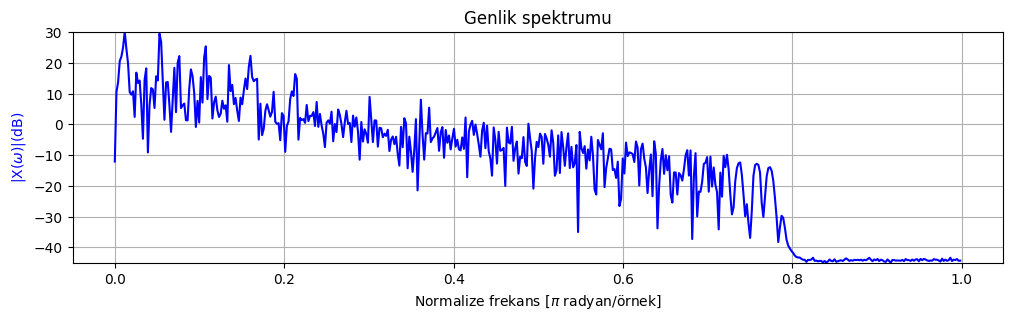 Genlik spektrumu
|X(ω)|(dB)
30
20
10
0
−10
−20
−30
−40
0.0 0.2 0.4 0.6 0.8 1.0
Normalize frekans [π radyan/örnek]